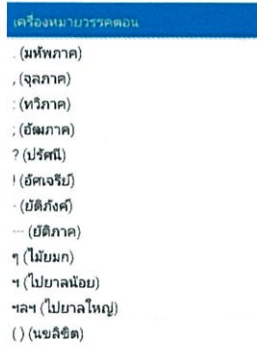 เครื่องหมายวรรคตอน
. (มหัพภาค)
, (จุลภาค)
: (ทวิภาค)
; (อัฒภาค)
? (ปรัศนี)
! (อัศเจรีย์)
- (ยัติภังค์)
--- (ยัติภาค)
ๆ (ไม้ยมก)
ฯ (ไปยาลน้อย)
ฯลฯ (ไปยาลใหญ่)
( ) (นขลิขิต)